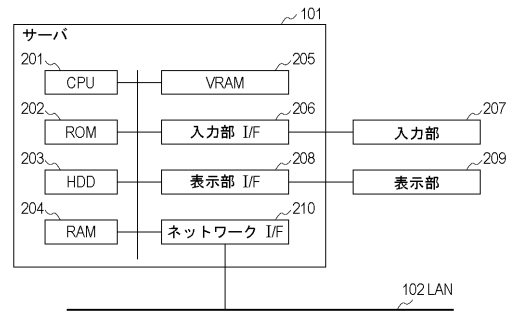 101
サーバ
201
CPU
205
VRAM
202
ROM
206
入力部 I/F
207
入力部
203
HDD
208
表示部 I/F
209
表示部
204
RAM
210
ネットワーク I/F
102 LAN